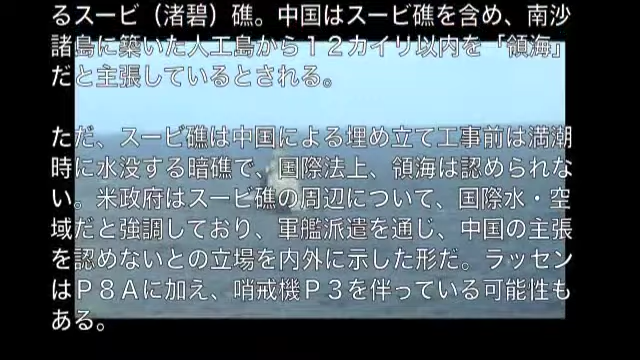 るスービ（渚碧）礁。中国はスービ礁を含め、南沙
諸島に築いた人工島から１２カイリ以内を「領海」
だと主張しているとされる。
ただ、スービ礁は中国による埋め立て工事前は満潮
時に水没する暗礁で、国際法上、領海は認められな
い。米政府はスービ礁の周辺について、国際水・空
域だと強調しており、軍艦派遣を通じ、中国の主張
を認めないとの立場を内外に示した形だ。ラッセン
はＰ８Ａに加え、哨戒機Ｐ３を伴っている可能性も
ある。